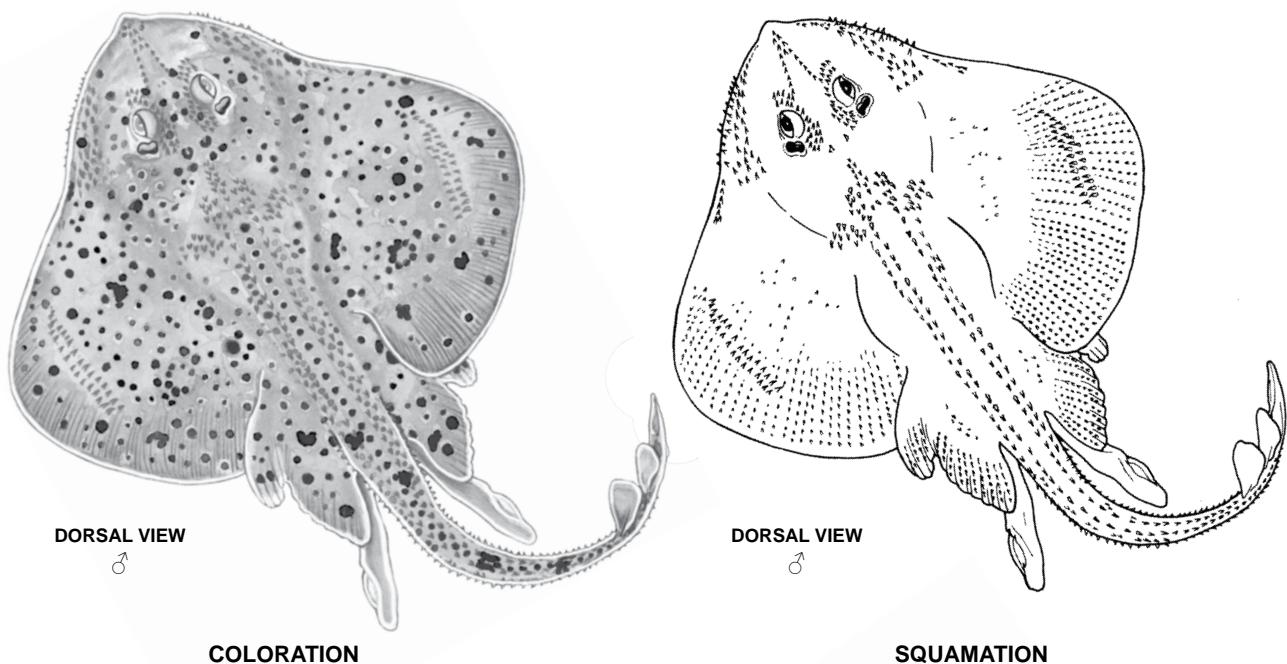 DORSAL VIEW
♂
COLORATION
DORSAL VIEW
♂
SQUAMATION